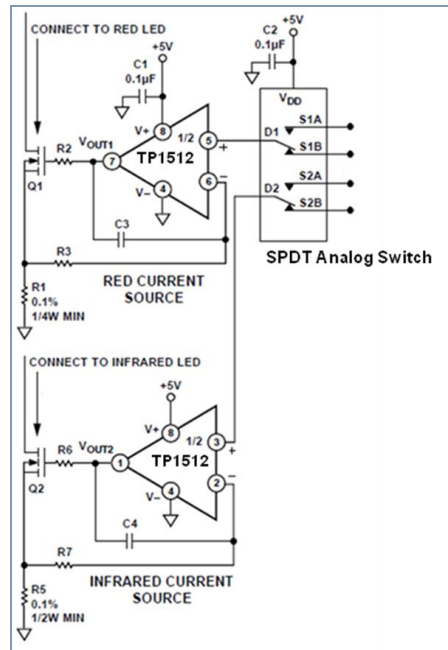 CONNECT TO RED LED
+5V
C1
0.1µF
C2
0.1µF
+5V
VDD
V+
8
1/2
5
+
D1
S1A
S1B
R2
VOUT1
7
TP1512
6
−
V−
4
D2
S2A
S2B
Q1
C3
R3
SPDT Analog Switch
R1
0.1%
1/4W MIN
RED CURRENT
SOURCE
CONNECT TO INFRARED LED
+5V
V+
8
1/2
3
+
R6
VOUT2
1
TP1512
2
−
V−
4
Q2
C4
R7
R5
0.1%
1/2W MIN
INFRARED CURRENT
SOURCE